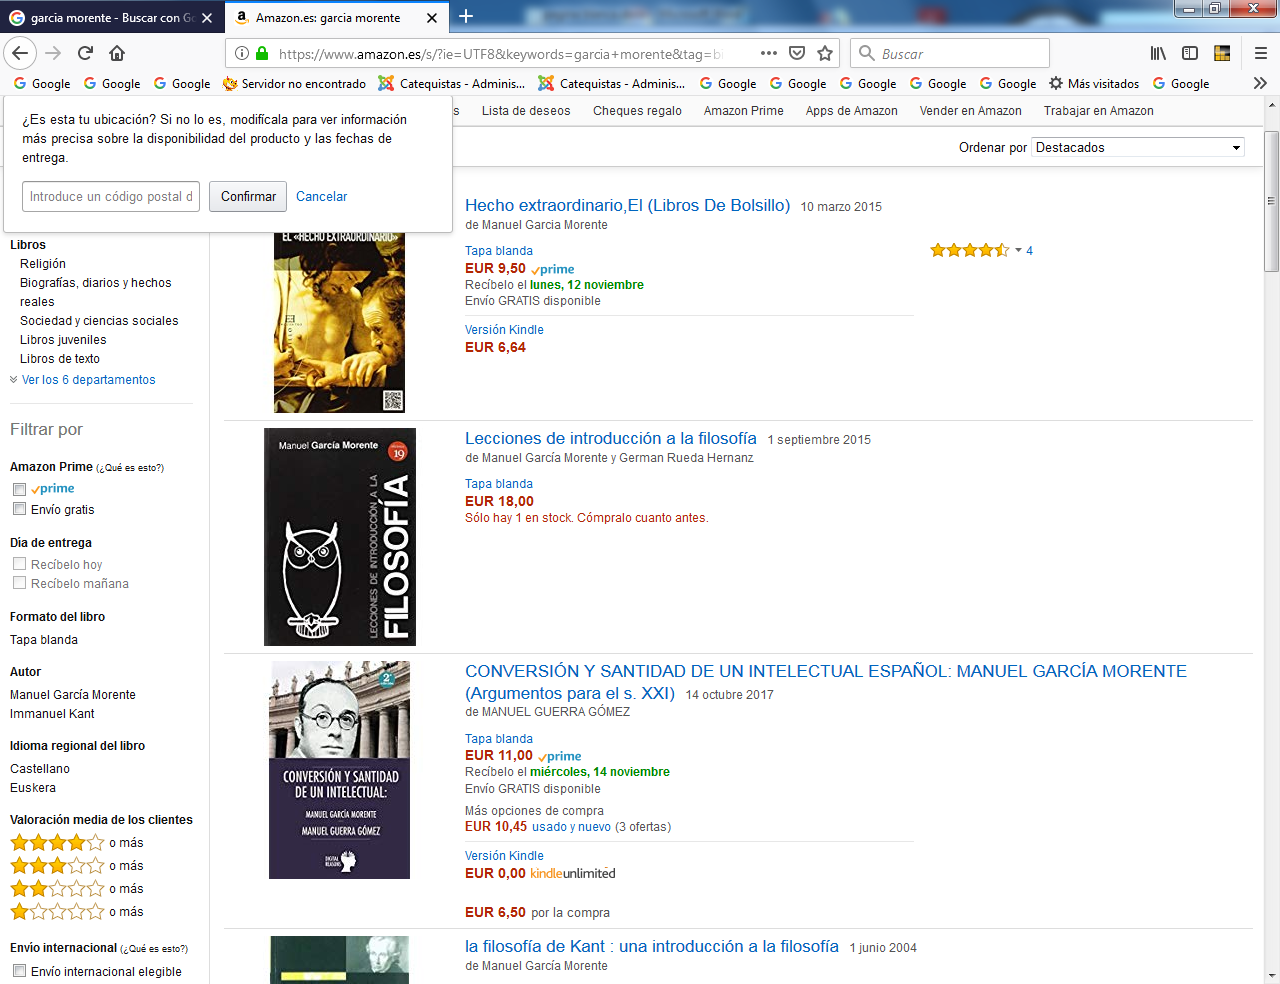 garcia morente - Buscar con Go
Amazon.es: garcia morente
https://www.amazon.es/s/?ie=UTF8&keywords=garcia+morente&tag=b
Buscar
Google
Google
Google
Servidor no encontrado
Catequistas - Adminis...
Catequistas - Adminis...
Google
Google
Google
Google
Google
Más visitados
Google
s
Lista de deseos
Cheques regalo
Amazon Prime
Apps de Amazon
Vender en Amazon
Trabajar en Amazon
¿Es esta tu ubicación? Si no lo es, modifícala para ver información
más precisa sobre la disponibilidad del producto y las fechas de
entrega.
Introduce un código postal d
Confirmar
Cancelar
Ordenar por
Destacados
Libros
Religión
Biografías, diarios y hechos
reales
Sociedad y ciencias sociales
Libros juveniles
Libros de texto
Ver los 6 departamentos
Filtrar por
Amazon Prime (¿Qué es esto?)
prime
Envío gratis
Día de entrega
Recíbelo hoy
Recíbelo mañana
Formato del libro
Tapa blanda
Autor
Manuel García Morente
Immanuel Kant
Idioma regional del libro
Castellano
Euskera
Valoración media de los clientes
o más
o más
o más
o más
Envío internacional (¿Qué es esto?)
Envío internacional elegible
EL «HECHO EXTRAORDINARIO»
Hecho extraordinario,El (Libros De Bolsillo) 10 marzo 2015
de Manuel Garcia Morente
Tapa blanda
EUR 9,50 prime
Recíbelo el lunes, 12 noviembre
Envío GRATIS disponible
Versión Kindle
EUR 6,64
4
Manuel García Morente
19
LECCIONES DE INTRODUCCIÓN A LA
FILOSOFÍA
Lecciones de introducción a la filosofía 1 septiembre 2015
de Manuel García Morente y German Rueda Hernanz
Tapa blanda
EUR 18,00
Sólo hay 1 en stock. Cómpralo cuanto antes.
2ª
CONVERSIÓN Y SANTIDAD
DE UN INTELECTUAL:
MANUEL GARCÍA MORENTE
MANUEL GUERRA GÓMEZ
DIGITAL
REASONS
CONVERSIÓN Y SANTIDAD DE UN INTELECTUAL ESPAÑOL: MANUEL GARCÍA MORENTE
(Argumentos para el s. XXI) 14 octubre 2017
de MANUEL GUERRA GÓMEZ
Tapa blanda
EUR 11,00 prime
Recíbelo el miércoles, 14 noviembre
Envío GRATIS disponible
Más opciones de compra
EUR 10,45 usado y nuevo (3 ofertas)
Versión Kindle
EUR 0,00 kindleunlimited
EUR 6,50 por la compra
la filosofía de Kant : una introducción a la filosofía 1 junio 2004
de Manuel García Morente